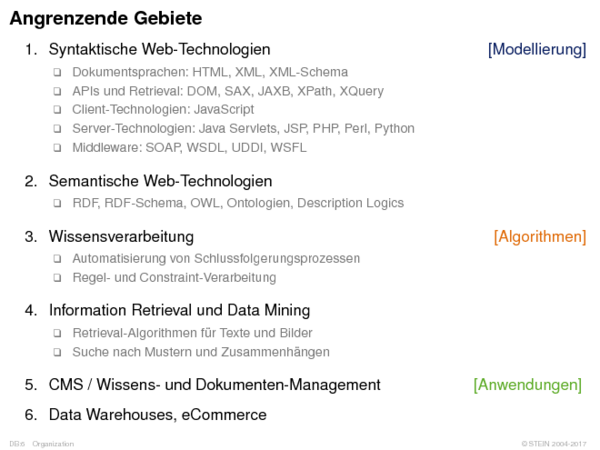 Angrenzende Gebiete
1. Syntaktische Web-Technologien [Modellierung]
❑ Dokumentsprachen: HTML, XML, XML-Schema
❑ APIs und Retrieval: DOM, SAX, JAXB, XPath, XQuery
❑ Client-Technologien: JavaScript
❑ Server-Technologien: Java Servlets, JSP, PHP, Perl, Python
❑ Middleware: SOAP, WSDL, UDDI, WSFL
2. Semantische Web-Technologien
❑ RDF, RDF-Schema, OWL, Ontologien, Description Logics
3. Wissensverarbeitung [Algorithmen]
❑ Automatisierung von Schlussfolgerungsprozessen
❑ Regel- und Constraint-Verarbeitung
4. Information Retrieval und Data Mining
❑ Retrieval-Algorithmen für Texte und Bilder
❑ Suche nach Mustern und Zusammenhängen
5. CMS / Wissens- und Dokumenten-Management [Anwendungen]
6. Data Warehouses, eCommerce
DB:6 Organization © STEIN 2004-2017